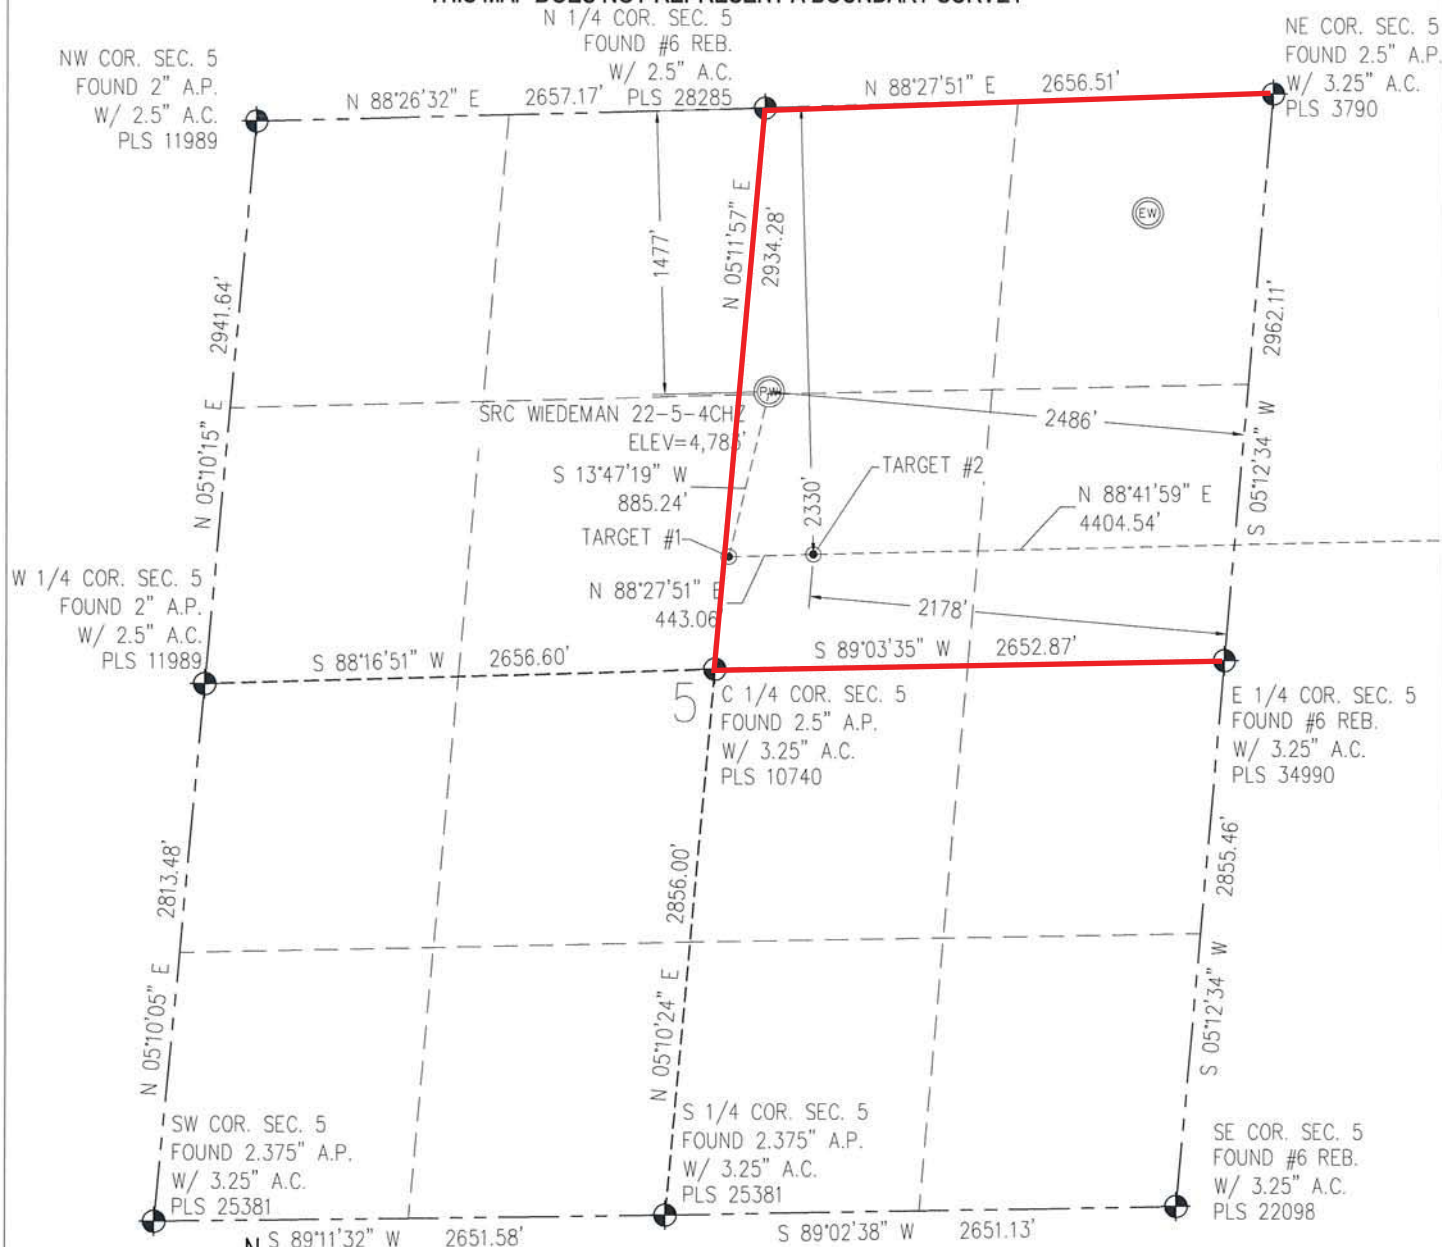 THIS MAP DOES NOT REPRESENT A BOUNDARY SURVEY
N 1/4 COR. SEC. 5
FOUND #6 REB.
W/ 2.5" A.C.
PLS 28285
NW COR. SEC. 5
FOUND 2" A.P.
W/ 2.5" A.C.
PLS 11989
NE COR. SEC. 5
FOUND 2.5" A.P.
W/ 3.25" A.C.
PLS 3790
N 88°26'32" E 2657.17'
N 88°27'51" E 2656.51'
EW
1477'
N 05°11'57" E
2934.28'
2941.64'
N 05°10'15" E
2962.11'
S 05°12'34" W
PW
SRC WIEDEMAN 22-5-4CHZ
ELEV=4,785'
S 13°47'19" W
885.24'
2486'
2330'
TARGET #2
TARGET #1
N 88°41'59" E
4404.54'
N 88°27'51" E
443.06'
2178'
W 1/4 COR. SEC. 5
FOUND 2" A.P.
W/ 2.5" A.C.
PLS 11989
S 88°16'51" W 2656.60'
S 89°03'35" W 2652.87'
5
C 1/4 COR. SEC. 5
FOUND 2.5" A.P.
W/ 3.25" A.C.
PLS 10740
E 1/4 COR. SEC. 5
FOUND #6 REB.
W/ 3.25" A.C.
PLS 34990
2813.48'
N 05°10'05" E
2856.00'
N 05°10'24" E
2855.46'
S 05°12'34" W
SW COR. SEC. 5
FOUND 2.375" A.P.
W/ 3.25" A.C.
PLS 25381
S 1/4 COR. SEC. 5
FOUND 2.375" A.P.
W/ 3.25" A.C.
PLS 25381
SE COR. SEC. 5
FOUND #6 REB.
W/ 3.25" A.C.
PLS 22098
N
S 89°11'32" W 2651.58'
S 89°02'38" W 2651.13'